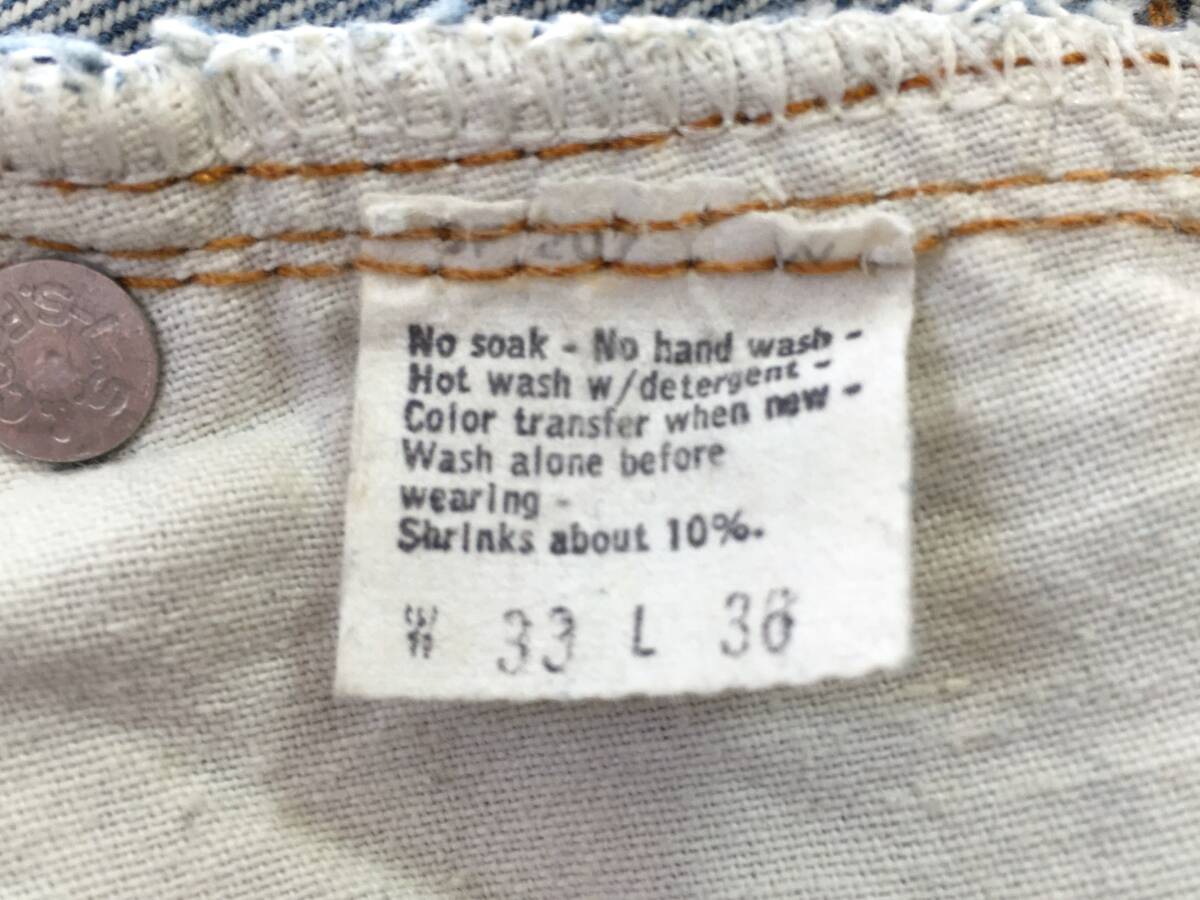 No soak - No hand wash -
Hot wash w/detergent -
Color transfer when new -
Wash alone before
wearing -
Shrinks about 10%.
W 33 L 36